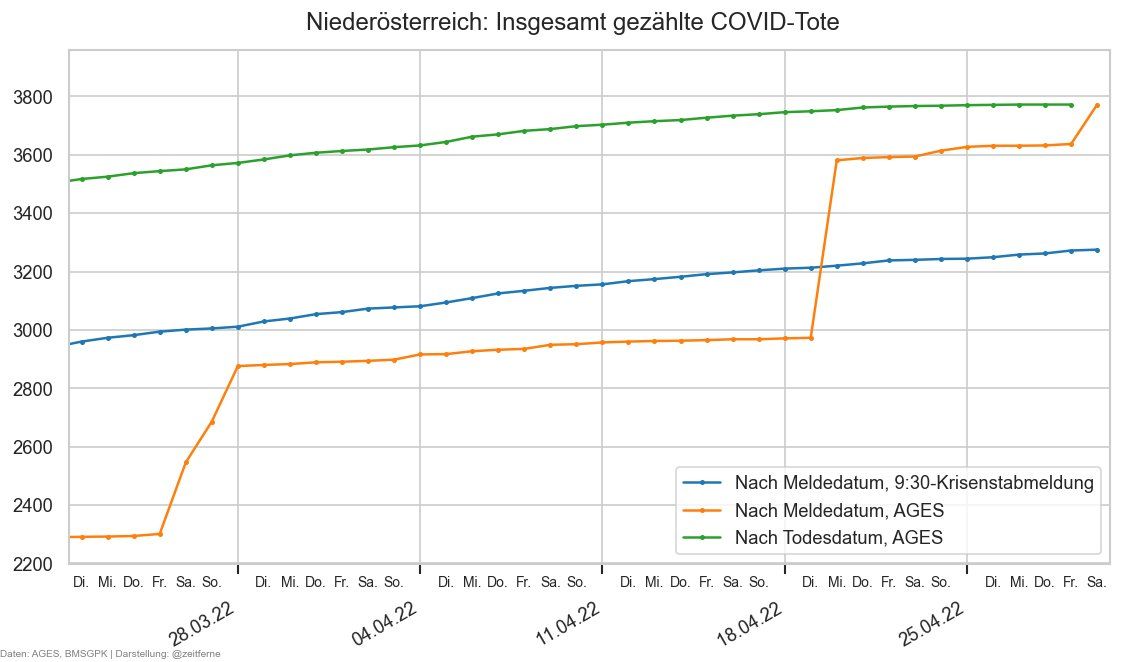 Niederösterreich: Insgesamt gezählte COVID-Tote
3800
3600
3400
3200
3000
2800
2600
2400
2200
Nach Meldedatum, 9:30-Krisenstabmeldung
Nach Meldedatum, AGES
Nach Todesdatum, AGES
Di. Mi. Do. Fr. Sa. So. Di. Mi. Do. Fr. Sa. So. Di. Mi. Do. Fr. Sa. So. Di. Mi. Do. Fr. Sa. So. Di. Mi. Do. Fr. Sa. So. Di. Mi. Do. Fr. Sa.
28.03.22 04.04.22 11.04.22 18.04.22 25.04.22
Daten: AGES, BMSGPK | Darstellung: @zeitferne